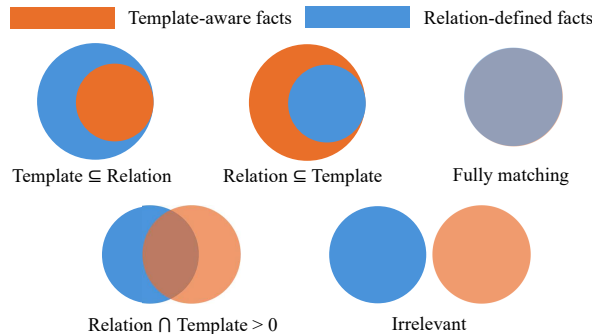 Template-aware facts
Relation-defined facts
Template ⊆ Relation
Relation ⊆ Template
Fully matching
Relation ⋂ Template > 0
Irrelevant